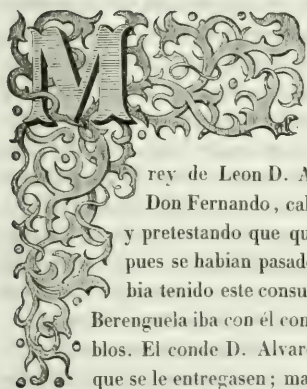 M
rey de Leon D. A
Don Fernando, cal
y pretestando que qu
pues se habian pasado
bia tenido este consu
Berenguela iba con él con
blos. El conde D. Alvar
que se le entregasen; ma